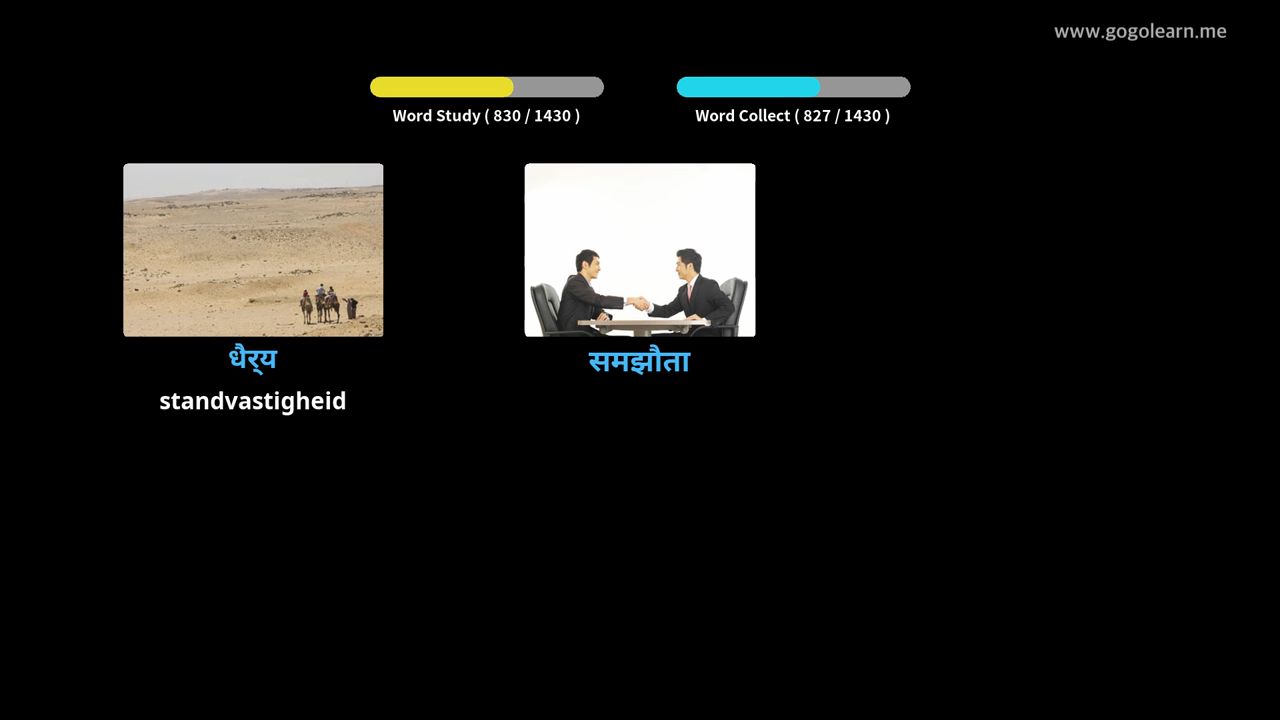 www.gogolearn.me
Word Study ( 830 / 1430 )
Word Collect ( 827 / 1430 )
धैर्‍य
समझौता
standvastigheid